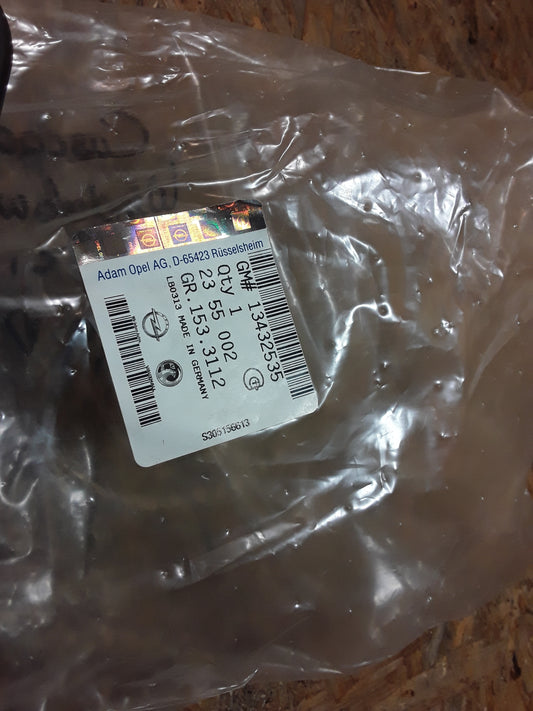 Adam Opel AG, D-65423 Rüsselsheim
GM# 13432535
Qty 1
23 55 002
GR.153.3112
LB0313 MADE IN GERMANY
S305156613